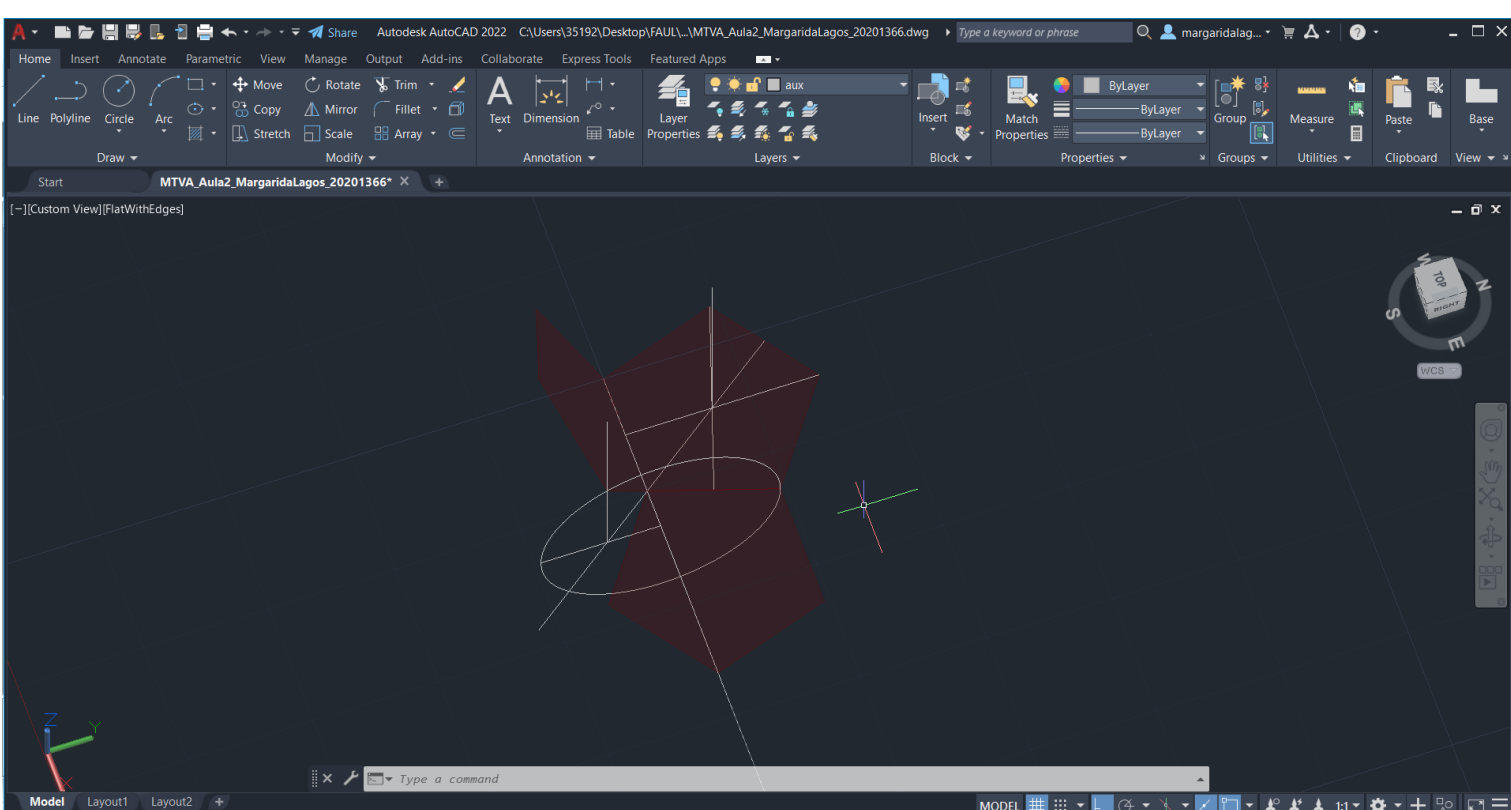 A Share Autodesk AutoCAD 2022 C:\Users\35192\Desktop\FAUL\...\MTVA_Aula2_MargaridaLagos_20201366.dwg Type a keyword or phrase margaridalag... ?
Home Insert Annotate Parametric View Manage Output Add-ins Collaborate Express Tools Featured Apps
Line Polyline Circle Arc
Move Rotate Trim
Copy Mirror Fillet
Stretch Scale Array
Text Dimension Table
Layer Properties
aux
Insert
Match Properties
ByLayer
ByLayer
ByLayer
Group Measure Paste Base
Draw Modify Annotation Layers Block Properties Groups Utilities Clipboard View
Start MTVA_Aula2_MargaridaLagos_20201366* +
[−][Custom View][FlatWithEdges]
W N S E
TOP
RIGHT
WCS
Z Y X
Type a command
Model Layout1 Layout2 + MODEL 1:1